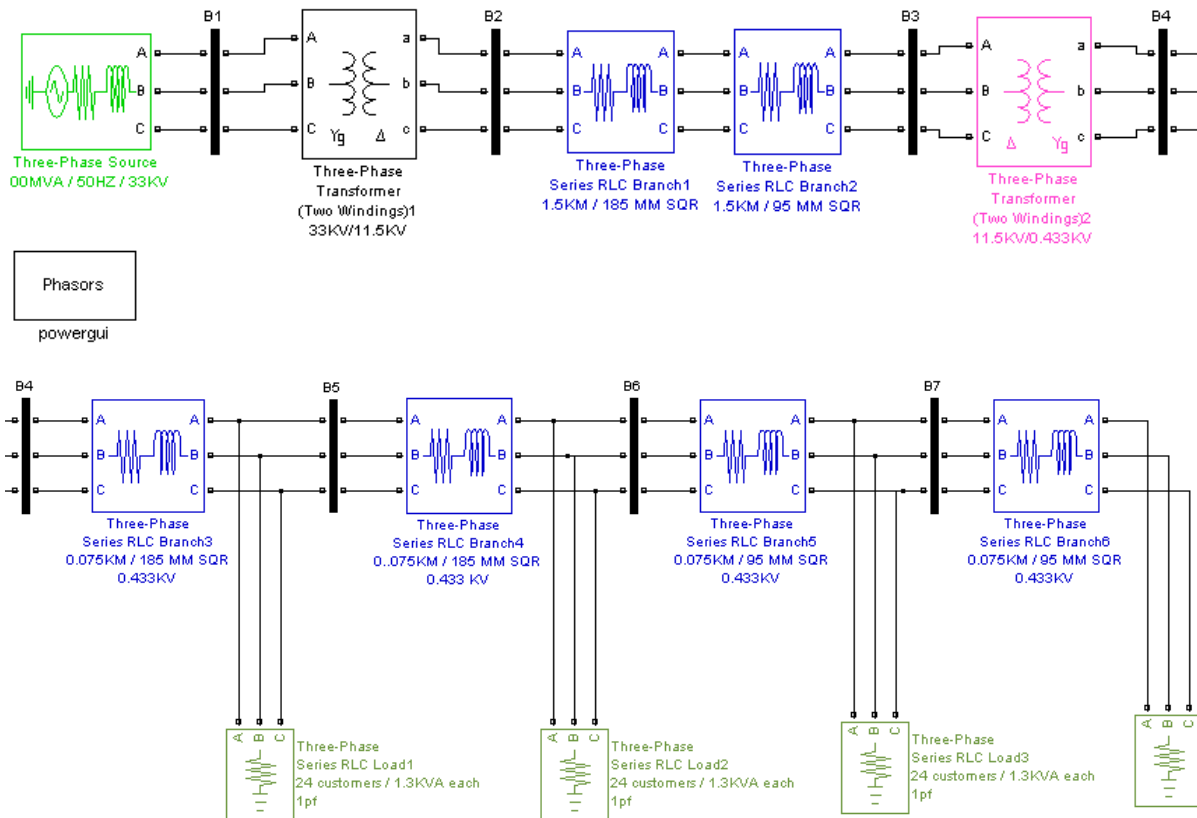 B1
B2
B3
B4
A
B
C
A
B
C
a
b
c
Yg
Δ
A
B
C
A
B
C
A
B
C
A
B
C
A
B
C
a
b
c
Δ
Yg
Three-Phase Source
00MVA / 50HZ / 33KV
Three-Phase
Transformer
(Two Windings)1
33KV/11.5KV
Three-Phase
Series RLC Branch1
1.5KM / 185 MM SQR
Three-Phase
Series RLC Branch2
1.5KM / 95 MM SQR
Three-Phase
Transformer
(Two Windings)2
11.5KV/0.433KV
Phasors
powergui
B4
B5
B6
B7
A
B
C
A
B
C
A
B
C
A
B
C
A
B
C
A
B
C
A
B
C
A
B
C
Three-Phase
Series RLC Branch3
0.075KM / 185 MM SQR
0.433KV
Three-Phase
Series RLC Branch4
0..075KM / 185 MM SQR
0.433 KV
Three-Phase
Series RLC Branch5
0.075KM / 95 MM SQR
0.433KV
Three-Phase
Series RLC Branch6
0.075KM / 95 MM SQR
0.433KV
A B C
Three-Phase
Series RLC Load1
24 customers / 1.3KVA each
1pf
A B C
Three-Phase
Series RLC Load2
24 customers / 1.3KVA each
1pf
A B C
Three-Phase
Series RLC Load3
24 customers / 1.3KVA each
1pf
A B C